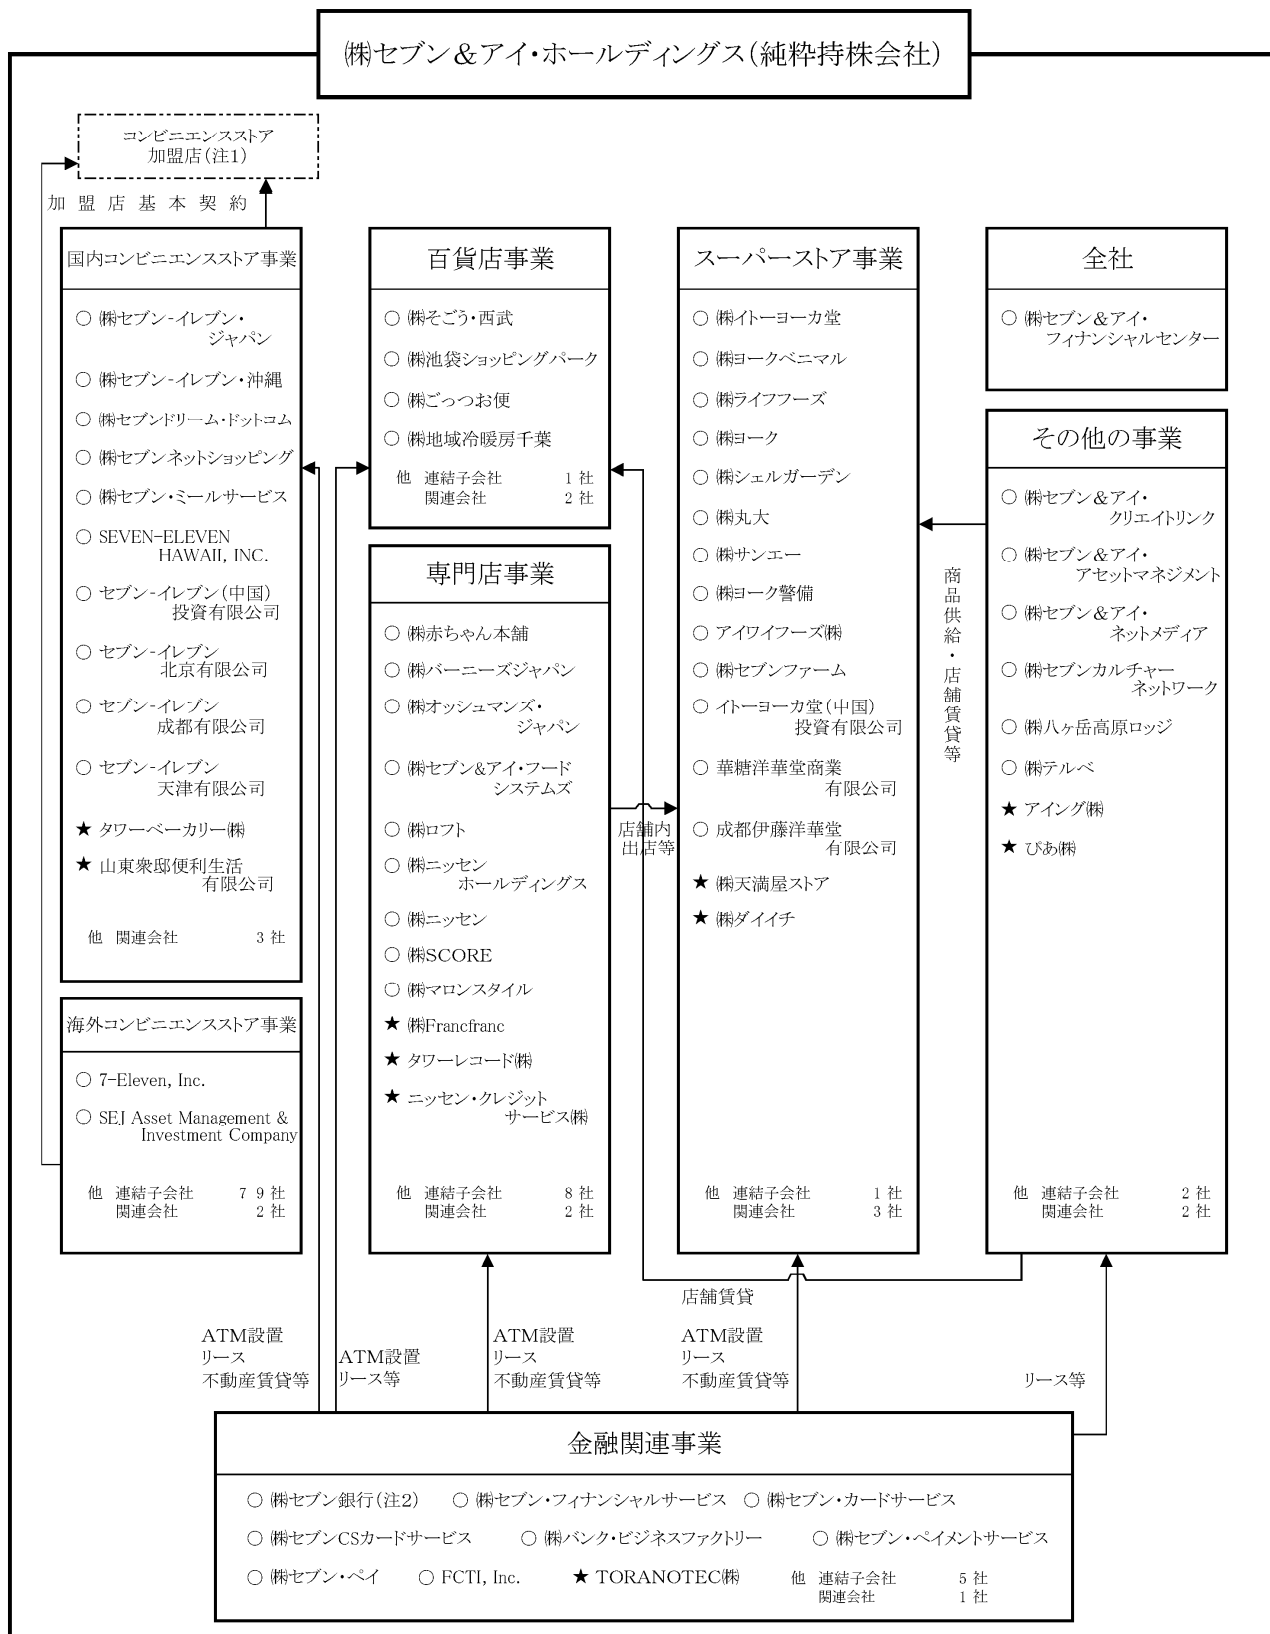 ㈱セブン＆アイ・ホールディングス（純粋持株会社）
コンビニエンスストア
加盟店（注１）
加盟店基本契約
国内コンビニエンスストア事業
○ ㈱セブン-イレブン・
ジャパン
○ ㈱セブン-イレブン・沖縄
○ ㈱セブンドリーム・ドットコム
○ ㈱セブンネットショッピング
○ ㈱セブン・ミールサービス
○ SEVEN-ELEVEN
HAWAII, INC.
○ セブン-イレブン（中国）
投資有限公司
○ セブン-イレブン
北京有限公司
○ セブン-イレブン
成都有限公司
○ セブン-イレブン
天津有限公司
★ タワーベーカリー㈱
★ 山東衆邸便利生活
有限公司
他 関連会社 ３社
海外コンビニエンスストア事業
○ 7-Eleven, Inc.
○ SEJ Asset Management &
Investment Company
他 連結子会社 ７９社
関連会社 ２社
百貨店事業
○ ㈱そごう・西武
○ ㈱池袋ショッピングパーク
○ ㈱ごっつお便
○ ㈱地域冷暖房千葉
他 連結子会社 １社
関連会社 ２社
専門店事業
○ ㈱赤ちゃん本舗
○ ㈱バーニーズジャパン
○ ㈱オッシュマンズ・
ジャパン
○ ㈱セブン&アイ・フード
システムズ
○ ㈱ロフト
○ ㈱ニッセン
ホールディングス
○ ㈱ニッセン
○ ㈱SCORE
○ ㈱マロンスタイル
★ ㈱Francfranc
★ タワーレコード㈱
★ ニッセン・クレジット
サービス㈱
他 連結子会社 ８社
関連会社 ２社
店舗内
出店等
スーパーストア事業
○ ㈱イトーヨーカ堂
○ ㈱ヨークベニマル
○ ㈱ライフフーズ
○ ㈱ヨーク
○ ㈱シェルガーデン
○ ㈱丸大
○ ㈱サンエー
○ ㈱ヨーク警備
○ アイワイフーズ㈱
○ ㈱セブンファーム
○ イトーヨーカ堂（中国）
投資有限公司
○ 華糖洋華堂商業
有限公司
○ 成都伊藤洋華堂
有限公司
★ ㈱天満屋ストア
★ ㈱ダイイチ
他 連結子会社 １社
関連会社 ３社
商品供給・店舗賃貸等
全社
○ ㈱セブン＆アイ・
フィナンシャルセンター
その他の事業
○ ㈱セブン＆アイ・
クリエイトリンク
○ ㈱セブン＆アイ・
アセットマネジメント
○ ㈱セブン＆アイ・
ネットメディア
○ ㈱セブンカルチャー
ネットワーク
○ ㈱八ヶ岳高原ロッジ
○ ㈱テルベ
★ アイング㈱
★ ぴあ㈱
他 連結子会社 ２社
関連会社 ２社
店舗賃貸
ATM設置
リース
不動産賃貸等
ATM設置
リース等
ATM設置
リース
不動産賃貸等
ATM設置
リース
不動産賃貸等
リース等
金融関連事業
○ ㈱セブン銀行（注２） ○ ㈱セブン・フィナンシャルサービス ○ ㈱セブン・カードサービス
○ ㈱セブンCSカードサービス ○ ㈱バンク・ビジネスファクトリー ○ ㈱セブン・ペイメントサービス
○ ㈱セブン・ペイ ○ FCTI, Inc. ★ TORANOTEC㈱ 他 連結子会社 ５社
関連会社 １社